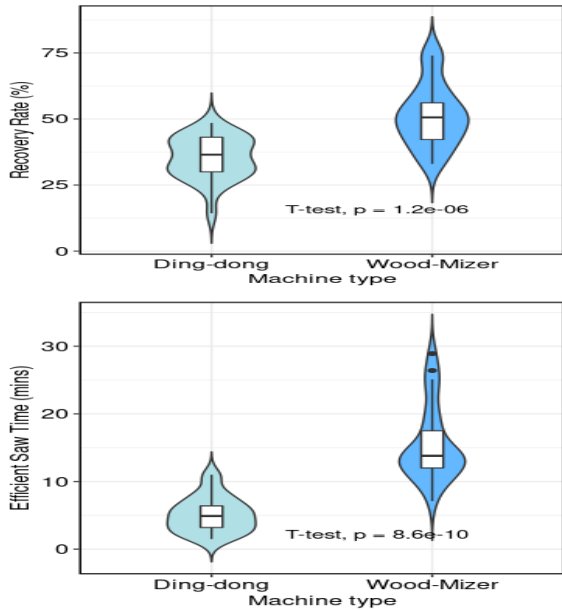 Recovery Rate (%)
75
50
25
0
T-test, p = 1.2e-06
Ding-dong Wood-Mizer
Machine type
Efficient Saw Time (mins)
30
20
10
0
T-test, p = 8.6e-10
Ding-dong Wood-Mizer
Machine type